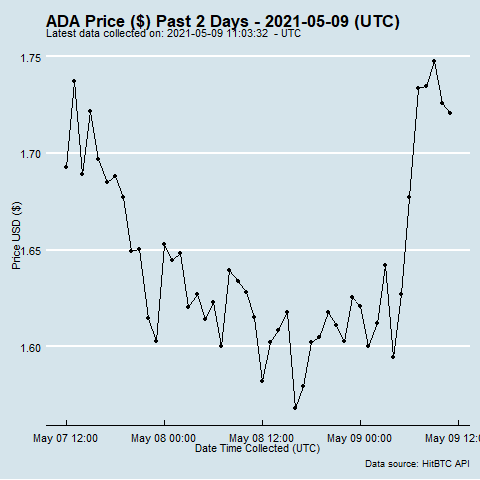 ADA Price ($) Past 2 Days - 2021-05-09 (UTC)
Latest data collected on: 2021-05-09 11:03:32 - UTC
1.75
1.70
1.65
1.60
Price USD ($)
May 07 12:00
May 08 00:00
May 08 12:00
May 09 00:00
May 09 12:0
Date Time Collected (UTC)
Data source: HitBTC API